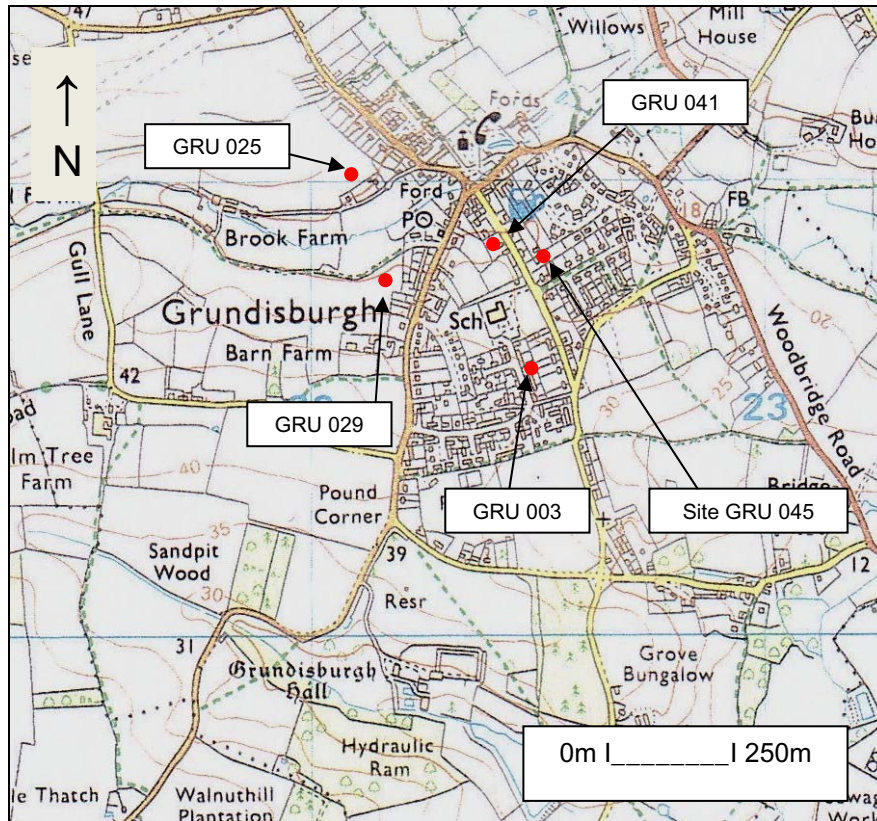 47
Willows
Mill
House
↑
N
GRU 041
Fords
GRU 025
Ford
P
FB
18
Brook Farm
Gull Lane
Grundisburgh
Sch
20
Barn Farm
25
42
30
23
Woodbridge Road
GRU 029
40
lm Tree
Farm
GRU 003
Site GRU 045
Pound
Corner
35
Sandpit
Wood
39
12
30
Resr
31
Grundisburgh
Hall
Grove
Bungalow
0m I________I 250m
Hydraulic
Ram
le Thatch
Walnuthill
Plantation